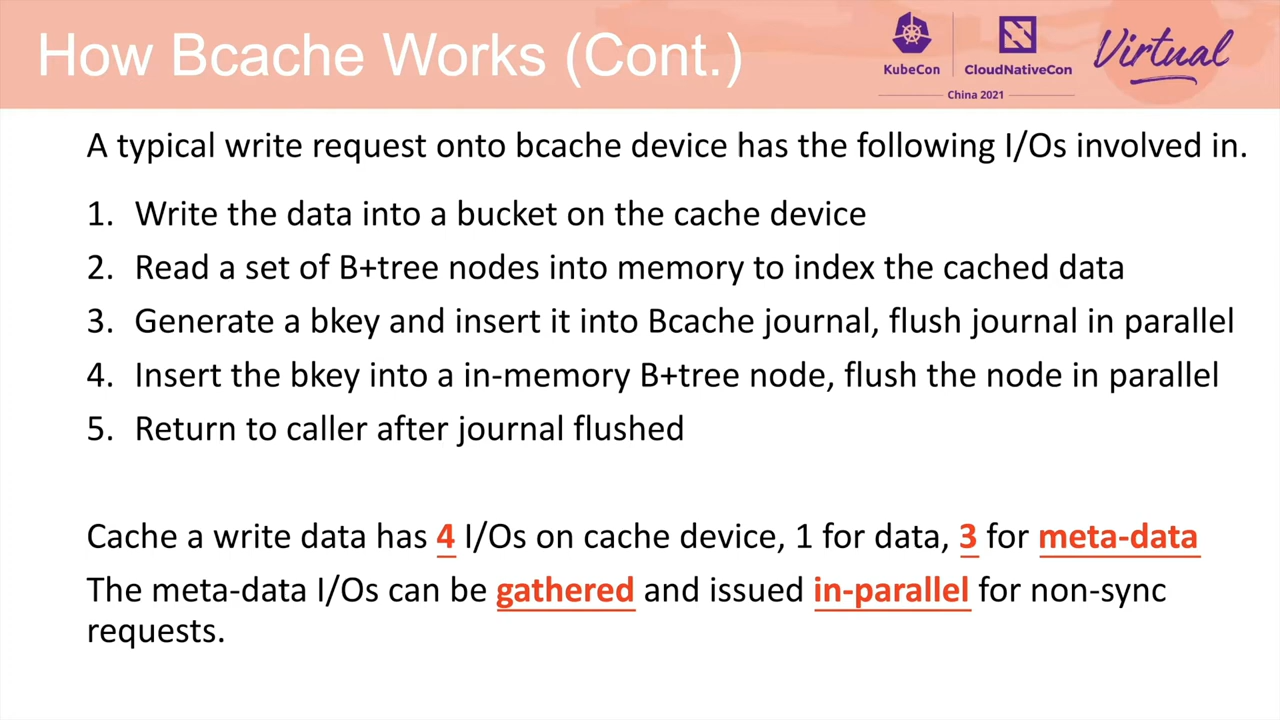 How Bcache Works (Cont.)
KubeCon
CloudNativeCon
China 2021
Virtual
A typical write request onto bcache device has the following I/Os involved in.
1. Write the data into a bucket on the cache device
2. Read a set of B+tree nodes into memory to index the cached data
3. Generate a bkey and insert it into Bcache journal, flush journal in parallel
4. Insert the bkey into a in-memory B+tree node, flush the node in parallel
5. Return to caller after journal flushed
Cache a write data has 4 I/Os on cache device, 1 for data, 3 for meta-data
The meta-data I/Os can be gathered and issued in-parallel for non-sync
requests.